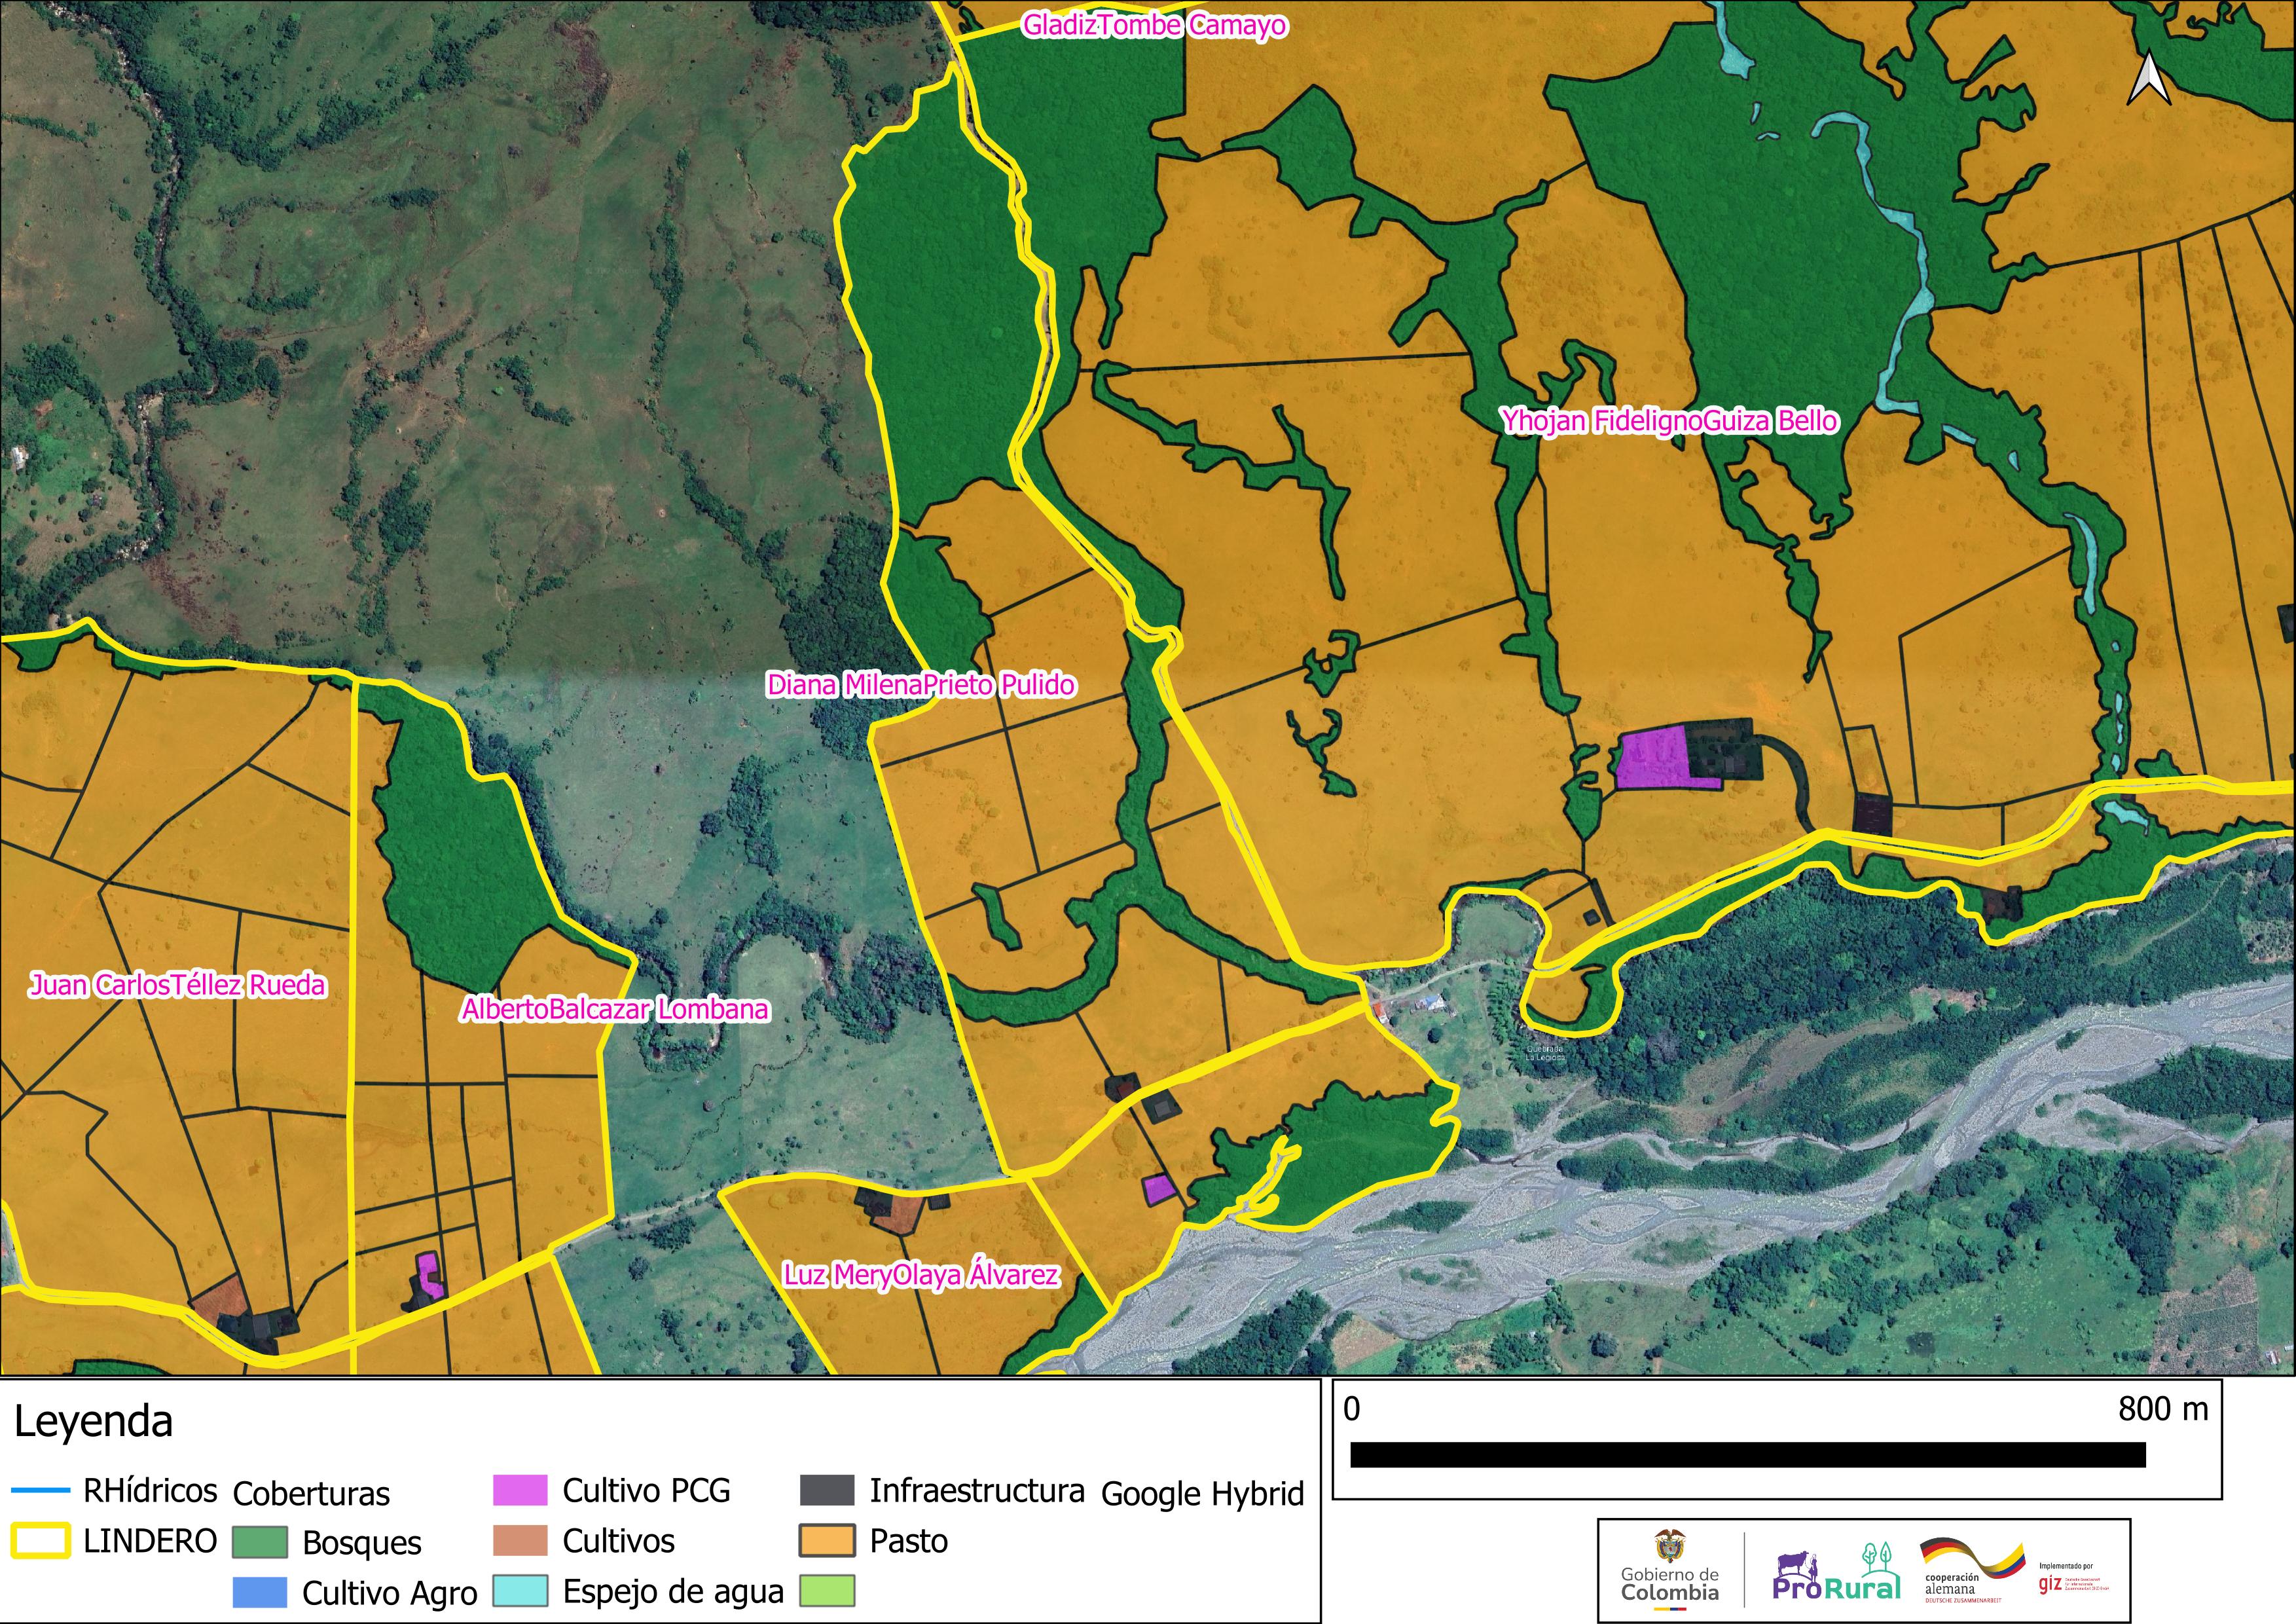 GladizTombe Camayo
Yhojan FidelignoGuiza Bello
Diana MilenaPrieto Pulido
Juan CarlosTéllez Rueda
AlbertoBalcazar Lombana
Quebrada
La Legiosa
Luz MeryOlaya Álvarez
Leyenda
RHídricos
LINDERO
Coberturas
Bosques
Cultivo Agro
Cultivo PCG
Cultivos
Espejo de agua
Infraestructura
Pasto
Google Hybrid
0 800 m
Gobierno de
Colombia
ProRural
cooperación
alemana
DEUTSCHE ZUSAMMENARBEIT
Implementado por
giz